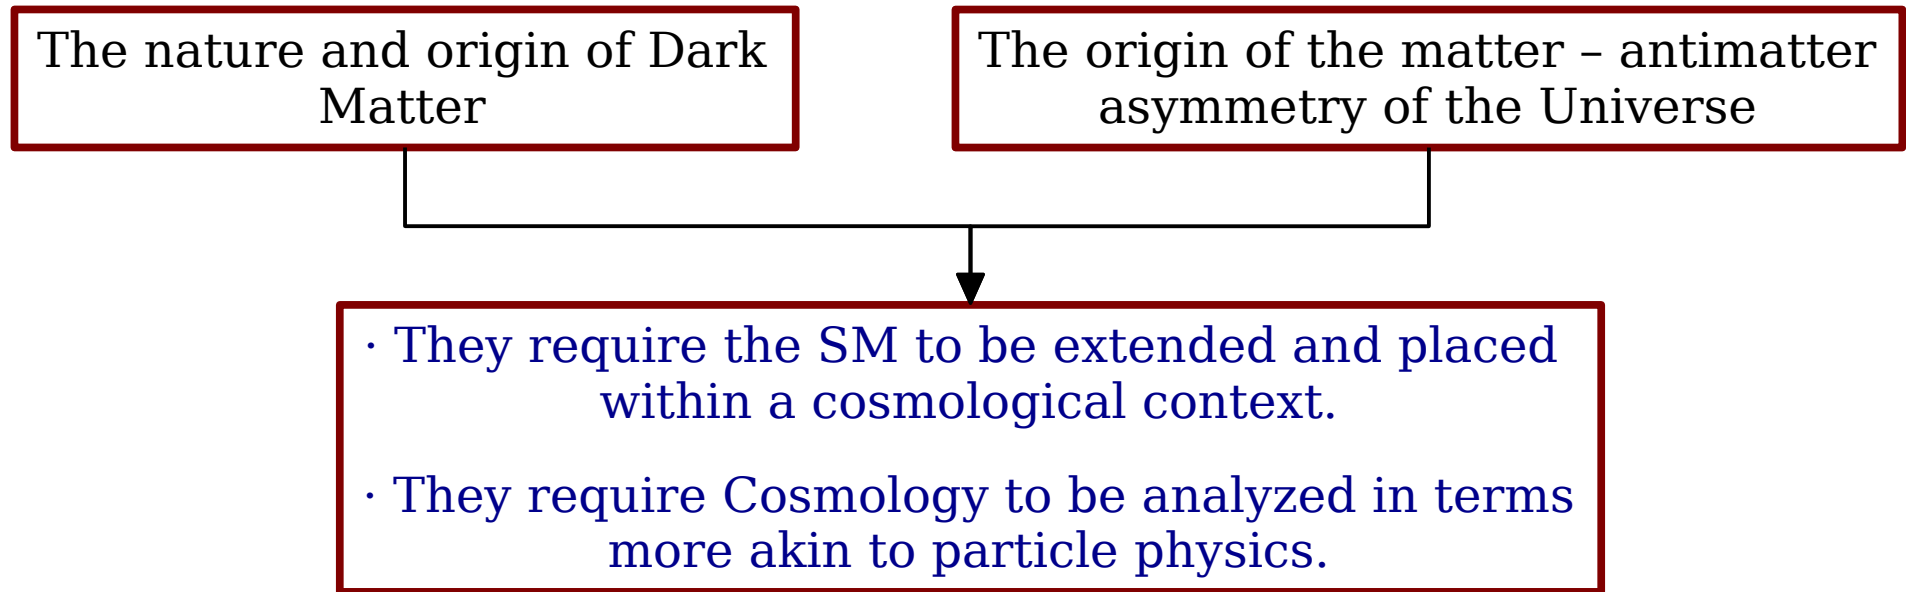 The nature and origin of Dark
Matter
The origin of the matter – antimatter
asymmetry of the Universe
· They require the SM to be extended and placed
within a cosmological context.
· They require Cosmology to be analyzed in terms
more akin to particle physics.